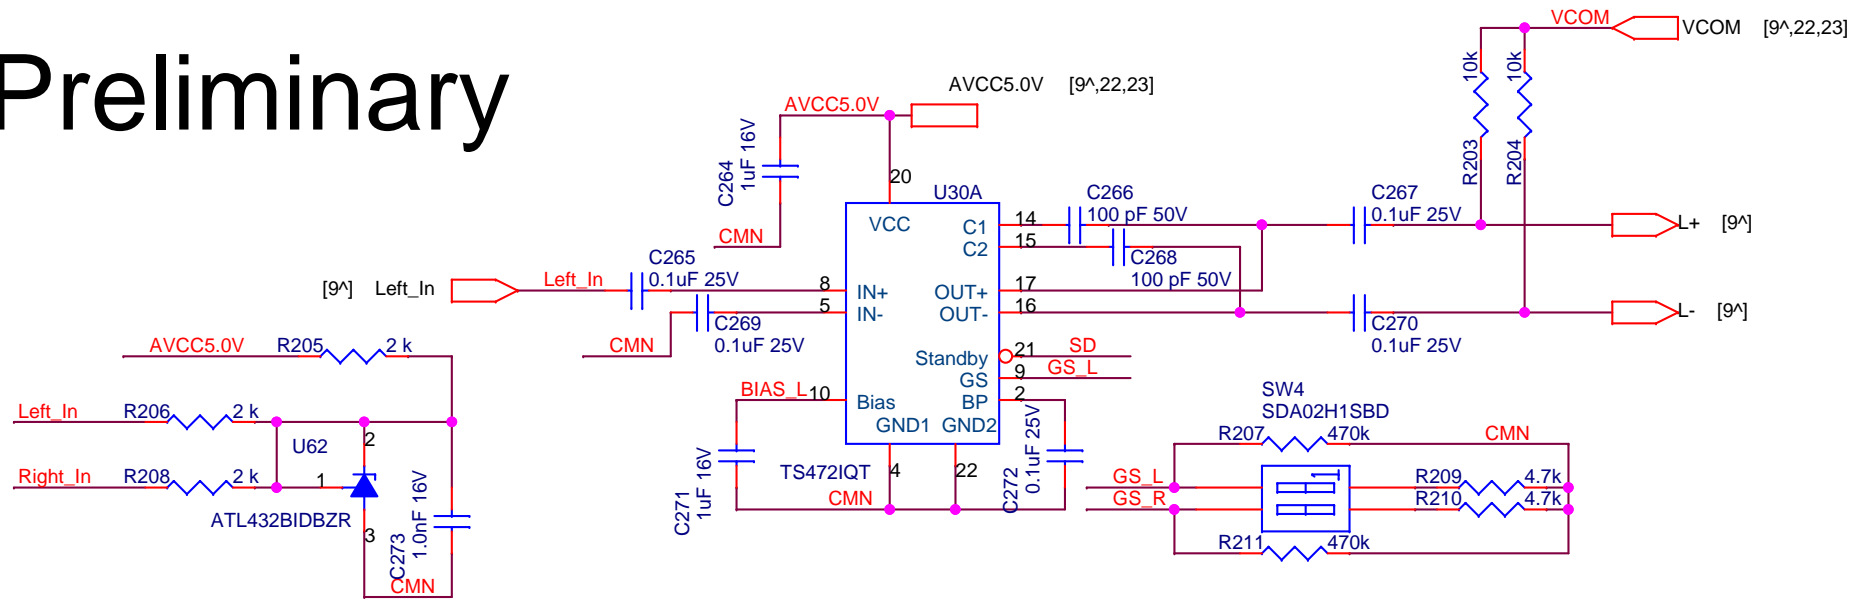 Preliminary
VCOM
VCOM [9^,22,23]
AVCC5.0V [9^,22,23]
AVCC5.0V
C264
1uF 16V
CMN
20
U30A
VCC
C1
C2
14
15
C266
100 pF 50V
C268
100 pF 50V
10k
R203
10k
R204
C267
0.1uF 25V
L+ [9^]
[9^] Left_In
Left_In
C265
0.1uF 25V
8
IN+
5
IN-
OUT+
17
OUT-
16
C269
0.1uF 25V
CMN
C270
0.1uF 25V
L- [9^]
AVCC5.0V
R205
2 k
Left_In
R206
2 k
U62
2
Right_In
R208
2 k
1
ATL432BIDBZR
3
C273
1.0nF 16V
CMN
Standby
21
SD
GS
9
GS_L
BIAS_L
10
Bias
BP
2
GND1
GND2
TS472IQT
4
22
C271
1uF 16V
CMN
C272
0.1uF 25V
SW4
SDA02H1SBD
R207
470k
CMN
GS_L
R209
4.7k
GS_R
R210
4.7k
1
R211
470k